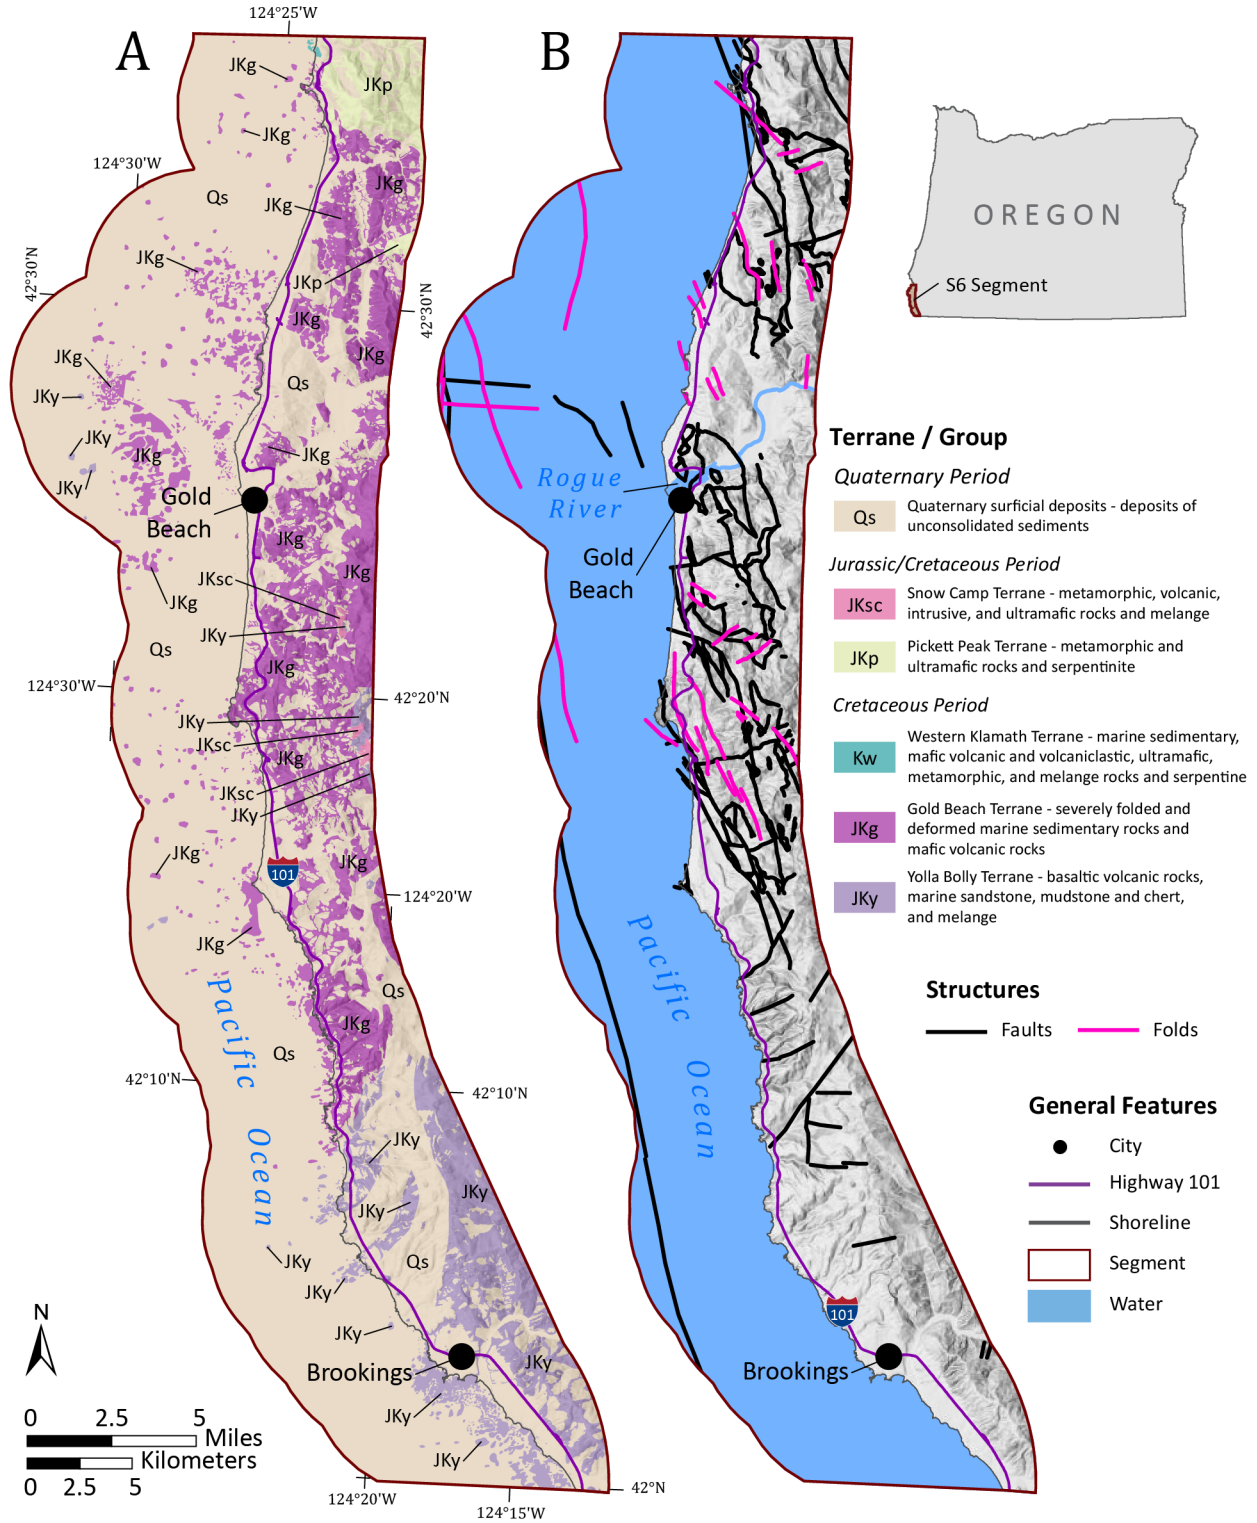 A
124°25'W
JKg
JKp
JKg
124°30'W
JKg
Qs
JKg
JKg
42°30'N
JKp
42°30'N
JKg
JKg
JKg
Qs
JKy
JKy
JKg
JKg
JKy
Gold
Beach
JKg
JKsc
JKg
JKg
JKy
Qs
JKg
124°30'W
42°20'N
JKy
JKsc
JKg
JKsc
JKy
JKg
JKg
101
124°20'W
JKg
Qs
Pacific
Ocean
JKg
Qs
42°10'N
42°10'N
JKy
JKy
JKy
Qs
JKy
JKy
JKy
JKy
Brookings
JKy
JKy
N
0 2.5 5
Miles
Kilometers
0 2.5 5
124°20'W
124°15'W
42°N
B
Rogue
River
Gold
Beach
Pacific
Ocean
101
Brookings
OREGON
S6 Segment
Terrane / Group
Quaternary Period
Qs
Quaternary surficial deposits - deposits of
unconsolidated sediments
Jurassic/Cretaceous Period
JKsc
Snow Camp Terrane - metamorphic, volcanic,
intrusive, and ultramafic rocks and melange
JKp
Pickett Peak Terrane - metamorphic and
ultramafic rocks and serpentinite
Cretaceous Period
Kw
Western Klamath Terrane - marine sedimentary,
mafic volcanic and volcaniclastic, ultramafic,
metamorphic, and melange rocks and serpentine
JKg
Gold Beach Terrane - severely folded and
deformed marine sedimentary rocks and
mafic volcanic rocks
JKy
Yolla Bolly Terrane - basaltic volcanic rocks,
marine sandstone, mudstone and chert,
and melange
Structures
Faults
Folds
General Features
City
Highway 101
Shoreline
Segment
Water